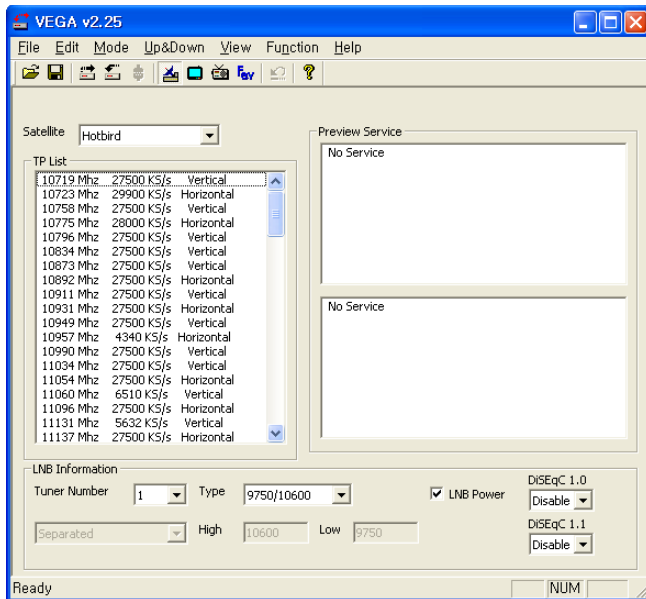 VEGA v2.25
File Edit Mode Up&Down View Function Help
Fav
Satellite Hotbird
Preview Service
No Service
TP List
10719 Mhz 27500 KS/s Vertical
10723 Mhz 29900 KS/s Horizontal
10758 Mhz 27500 KS/s Vertical
10775 Mhz 28000 KS/s Horizontal
10796 Mhz 27500 KS/s Vertical
10834 Mhz 27500 KS/s Vertical
10873 Mhz 27500 KS/s Vertical
10892 Mhz 27500 KS/s Horizontal
10911 Mhz 27500 KS/s Vertical
10931 Mhz 27500 KS/s Horizontal
10949 Mhz 27500 KS/s Vertical
10957 Mhz 4340 KS/s Horizontal
10990 Mhz 27500 KS/s Vertical
11034 Mhz 27500 KS/s Vertical
11054 Mhz 27500 KS/s Horizontal
11060 Mhz 6510 KS/s Vertical
11096 Mhz 27500 KS/s Horizontal
11131 Mhz 5632 KS/s Vertical
11137 Mhz 27500 KS/s Horizontal
No Service
LNB Information
Tuner Number 1 Type 9750/10600 LNB Power
DiSEqC 1.0
Disable
Separated High 10600 Low 9750
DiSEqC 1.1
Disable
Ready NUM